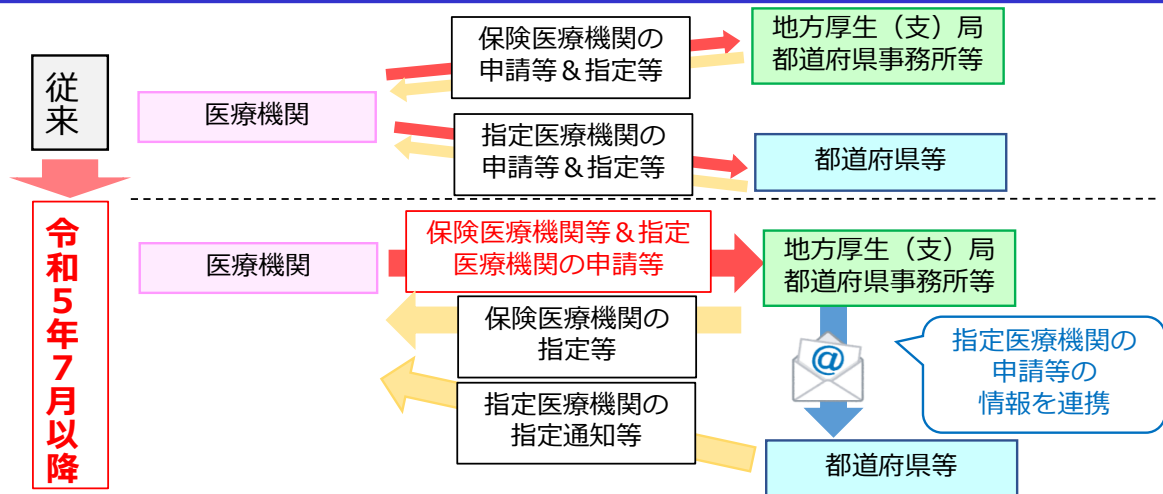 従来
保険医療機関の
申請等＆指定等
地方厚生（支）局
都道府県事務所等
医療機関
指定医療機関の
申請等＆指定等
都道府県等
令和５年７月以降
保険医療機関等＆指定
医療機関の申請等
医療機関
地方厚生（支）局
都道府県事務所等
保険医療機関の
指定等
@
指定医療機関の
申請等の
情報を連携
指定医療機関の
指定通知等
都道府県等